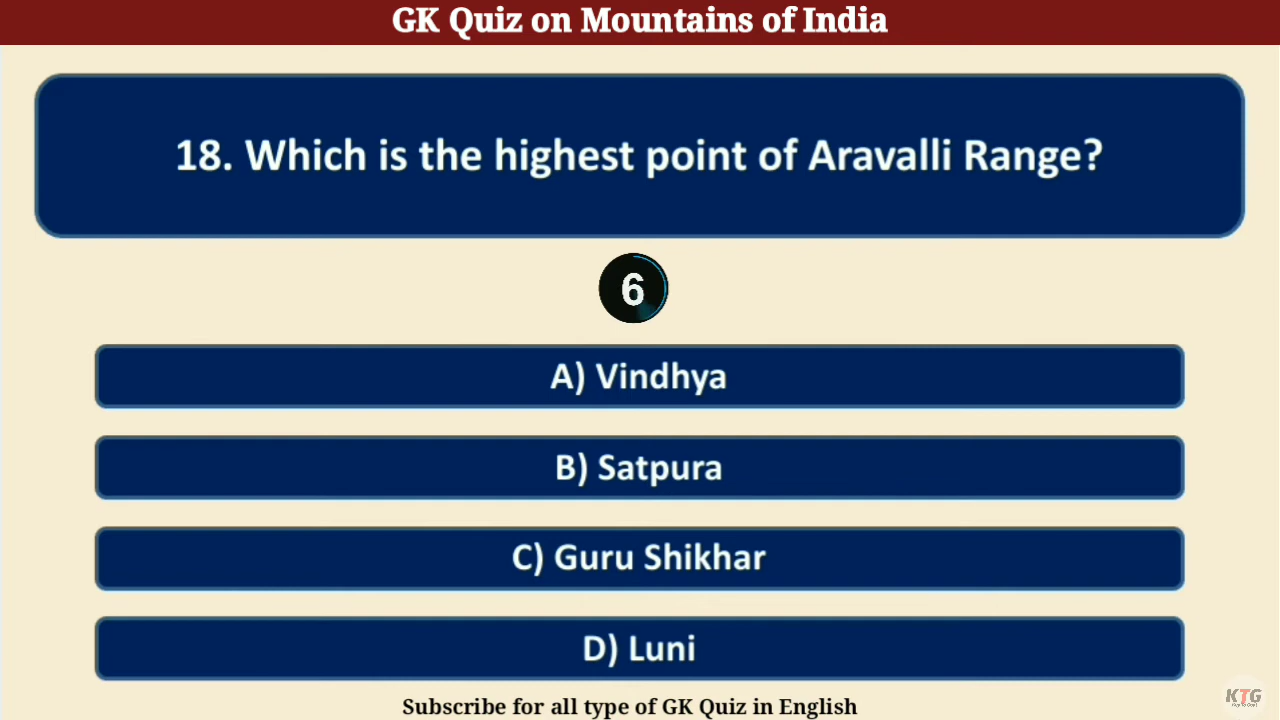 GK Quiz on Mountains of India
18. Which is the highest point of Aravalli Range?
6
A) Vindhya
B) Satpura
C) Guru Shikhar
D) Luni
KTG
Subscribe for all type of GK Quiz in English